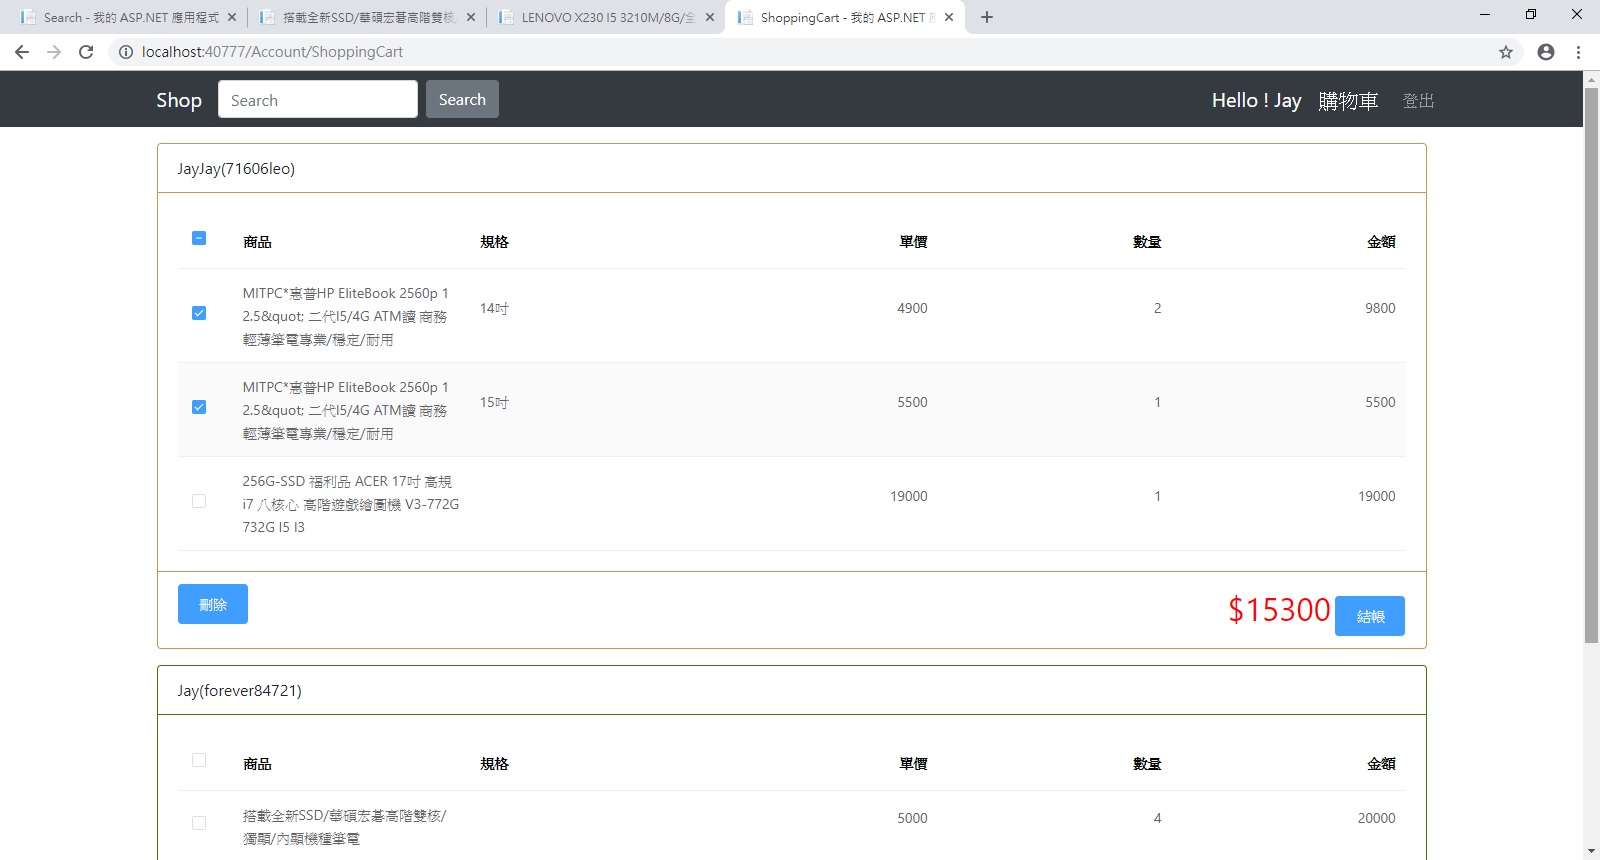 Search - 我的 ASP.NET 應用程式
搭載全新SSD/華碩宏碁高階雙核/
LENOVO X230 I5 3210M/8G/全
ShoppingCart - 我的 ASP.NET
localhost:40777/Account/ShoppingCart
Shop Search Search Hello ! Jay 購物車 登出
JayJay(71606leo)
商品 規格 單價 數量 金額
MITPC*惠普HP EliteBook 2560p 1
2.5&quot; 二代I5/4G ATM讀 商務
輕薄筆電專業/穩定/耐用
14吋 4900 2 9800
MITPC*惠普HP EliteBook 2560p 1
2.5&quot; 二代I5/4G ATM讀 商務
輕薄筆電專業/穩定/耐用
15吋 5500 1 5500
256G-SSD 福利品 ACER 17吋 高規
i7 八核心 高階遊戲繪圖機 V3-772G
732G I5 I3
19000 1 19000
刪除 $15300 結帳
Jay(forever84721)
商品 規格 單價 數量 金額
搭載全新SSD/華碩宏碁高階雙核/
獨顯/內顯機種筆電
5000 4 20000